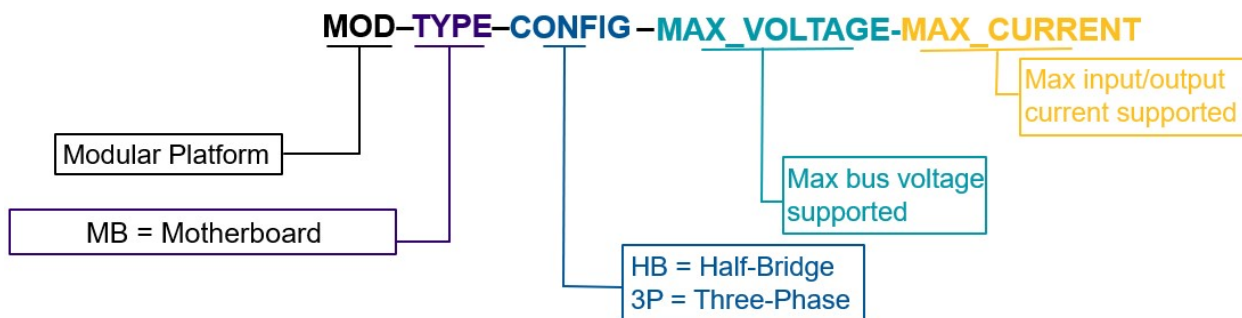 MOD–TYPE–CONFIG–MAX_VOLTAGE-MAX_CURRENT
Max input/output
current supported
Modular Platform
Max bus voltage
supported
MB = Motherboard
HB = Half-Bridge
3P = Three-Phase